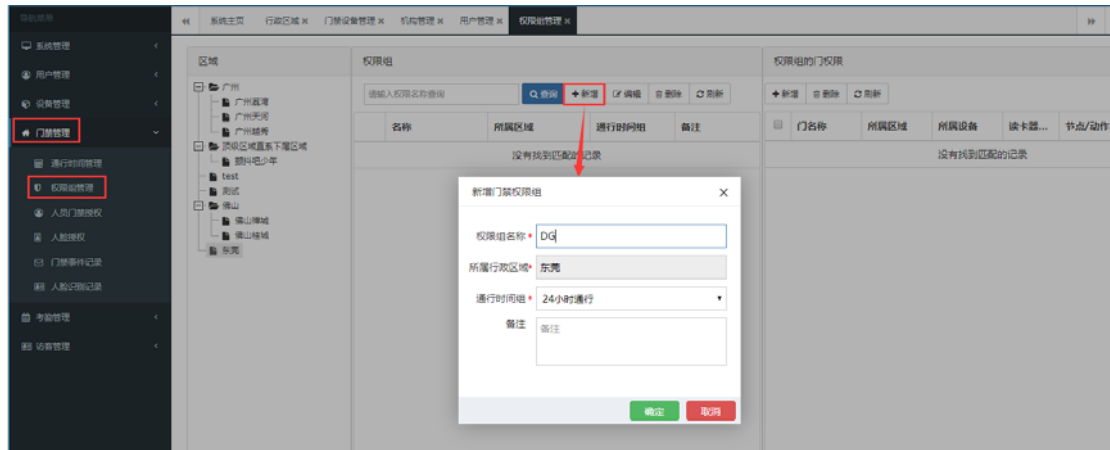 导航菜单
系统管理
用户管理
设备管理
门禁管理
通行时间管理
权限组管理
人员门禁授权
人脸授权
门禁事件记录
人脸识别记录
考勤管理
访客管理
系统主页 行政区域 门禁设备管理 机构管理 用户管理 权限组管理
区域
广州
广州荔湾
广州天河
广州越秀
顶级区域直系下属区域
颤抖吧少年
test
测试
佛山
佛山禅城
佛山桂城
东莞
权限组
请输入权限名称查询 查询 新增 编辑 删除 刷新
名称 所属区域 通行时间组 备注
没有找到匹配的记录
权限组的门权限
新增 删除 刷新
门名称 所属区域 所属设备 读卡器... 节点/动作
没有找到匹配的记录
新增门禁权限组 ×
权限组名称* DG
所属行政区域* 东莞
通行时间组* 24小时通行
备注 备注
确定 取消